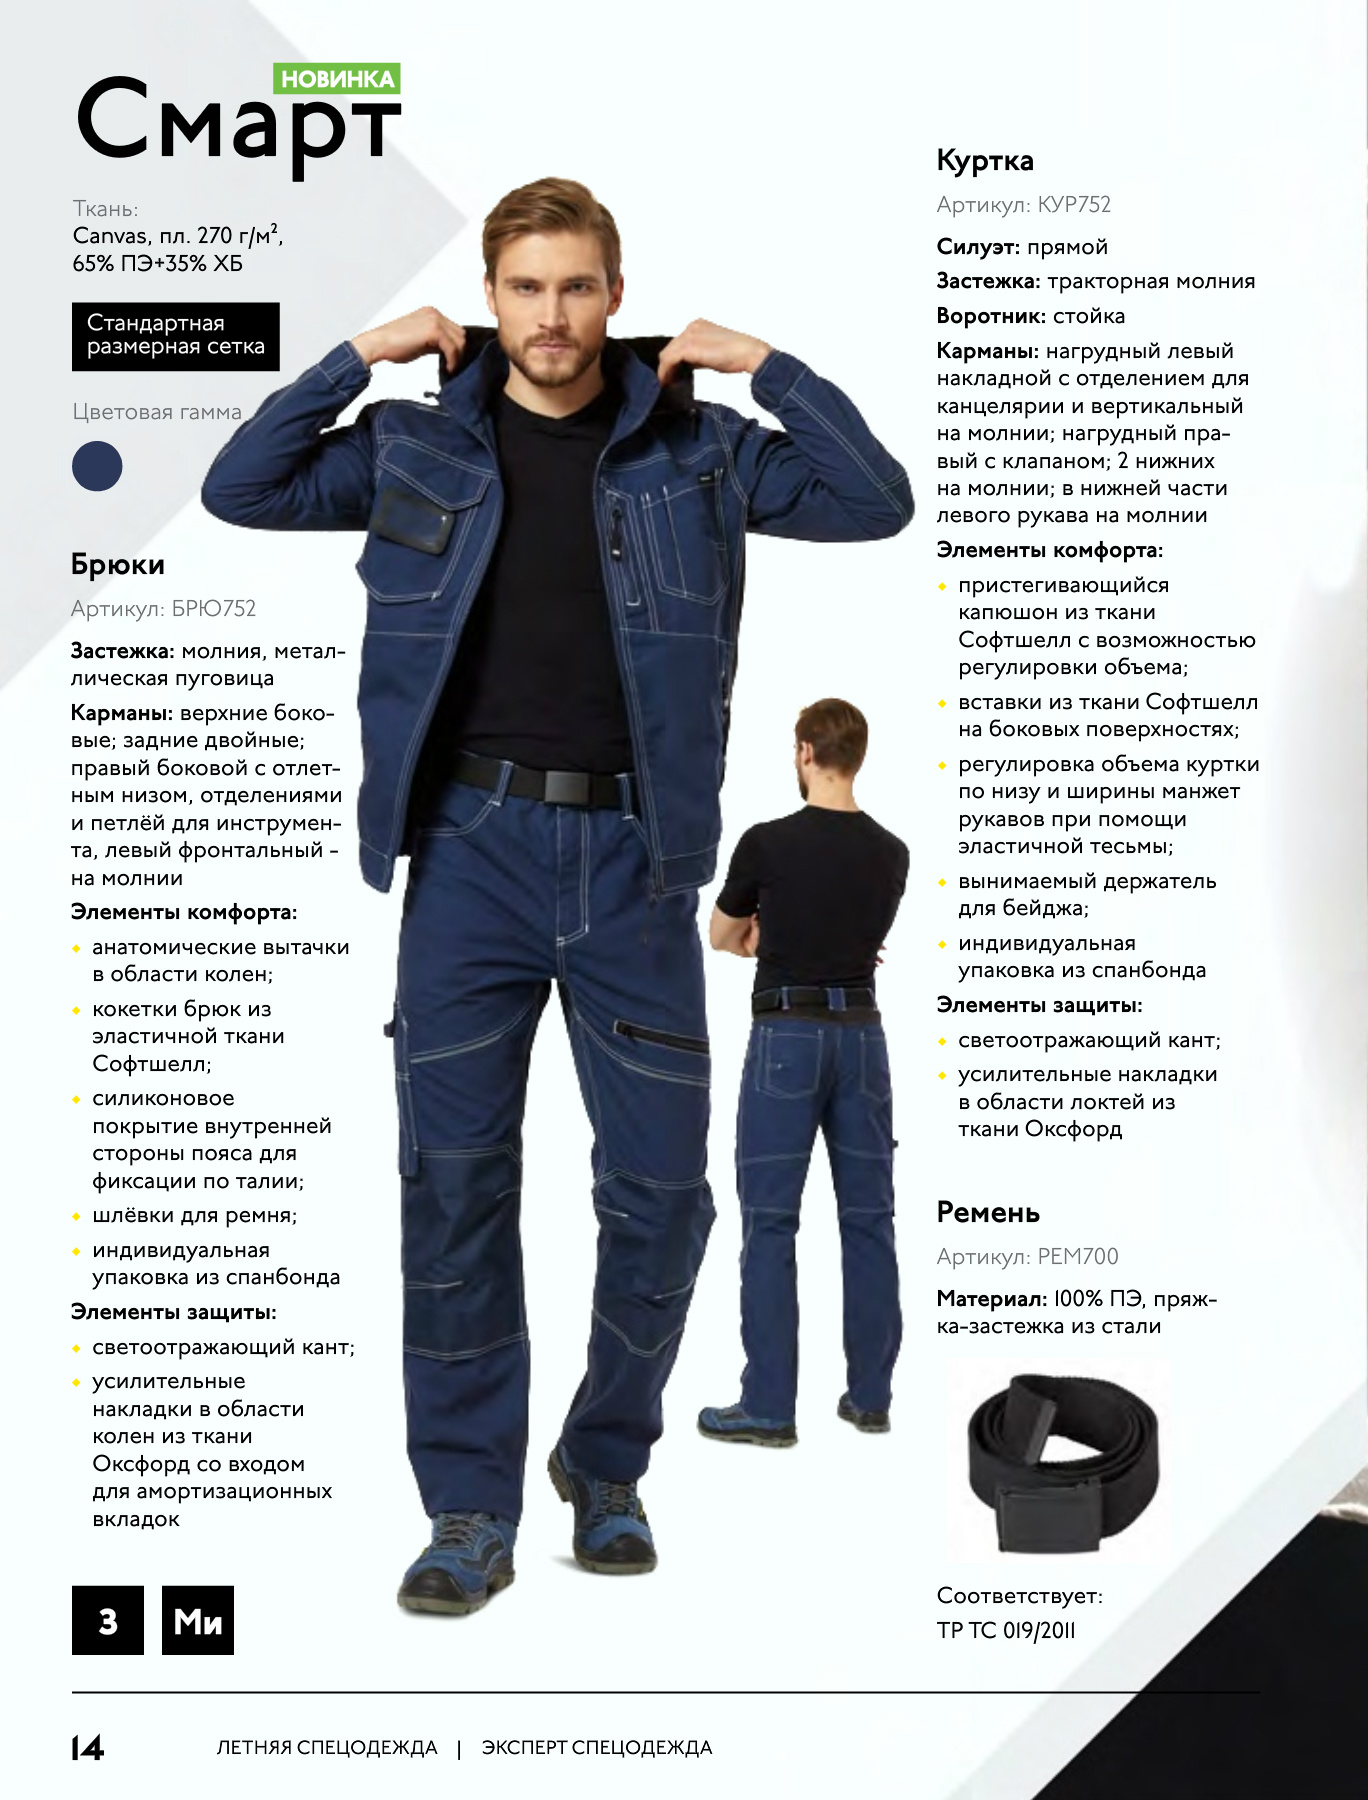 НОВИНКА
Смарт
Ткань:
Canvas, пл. 270 г/м²,
65% ПЭ+35% ХБ
Стандартная
размерная сетка
Цветовая гамма
Брюки
Артикул: БРЮ752
Застежка: молния, метал-
лическая пуговица
Карманы: верхние боко-
вые; задние двойные;
правый боковой с отлет-
ным низом, отделениями
и петлёй для инструмен-
та, левый фронтальный -
на молнии
Элементы комфорта:
анатомические вытачки
в области колен;
кокетки брюк из
эластичной ткани
Софтшелл;
силиконовое
покрытие внутренней
стороны пояса для
фиксации по талии;
шлёвки для ремня;
индивидуальная
упаковка из спанбонда
Элементы защиты:
светоотражающий кант;
усилительные
накладки в области
колен из ткани
Оксфорд со входом
для амортизационных
вкладок
З
Ми
Куртка
Артикул: КУР752
Силуэт: прямой
Застежка: тракторная молния
Воротник: стойка
Карманы: нагрудный левый
накладной с отделением для
канцелярии и вертикальный
на молнии; нагрудный пра-
вый с клапаном; 2 нижних
на молнии; в нижней части
левого рукава на молнии
Элементы комфорта:
пристегивающийся
капюшон из ткани
Софтшелл с возможностью
регулировки объема;
вставки из ткани Софтшелл
на боковых поверхностях;
регулировка объема куртки
по низу и ширины манжет
рукавов при помощи
эластичной тесьмы;
вынимаемый держатель
для бейджа;
индивидуальная
упаковка из спанбонда
Элементы защиты:
светоотражающий кант;
усилительные накладки
в области локтей из
ткани Оксфорд
Ремень
Артикул: РЕМ700
Материал: 100% ПЭ, пряж-
ка-застежка из стали
Соответствует:
ТР ТС 019/2011
14
ЛЕТНЯЯ СПЕЦОДЕЖДА | ЭКСПЕРТ СПЕЦОДЕЖДА